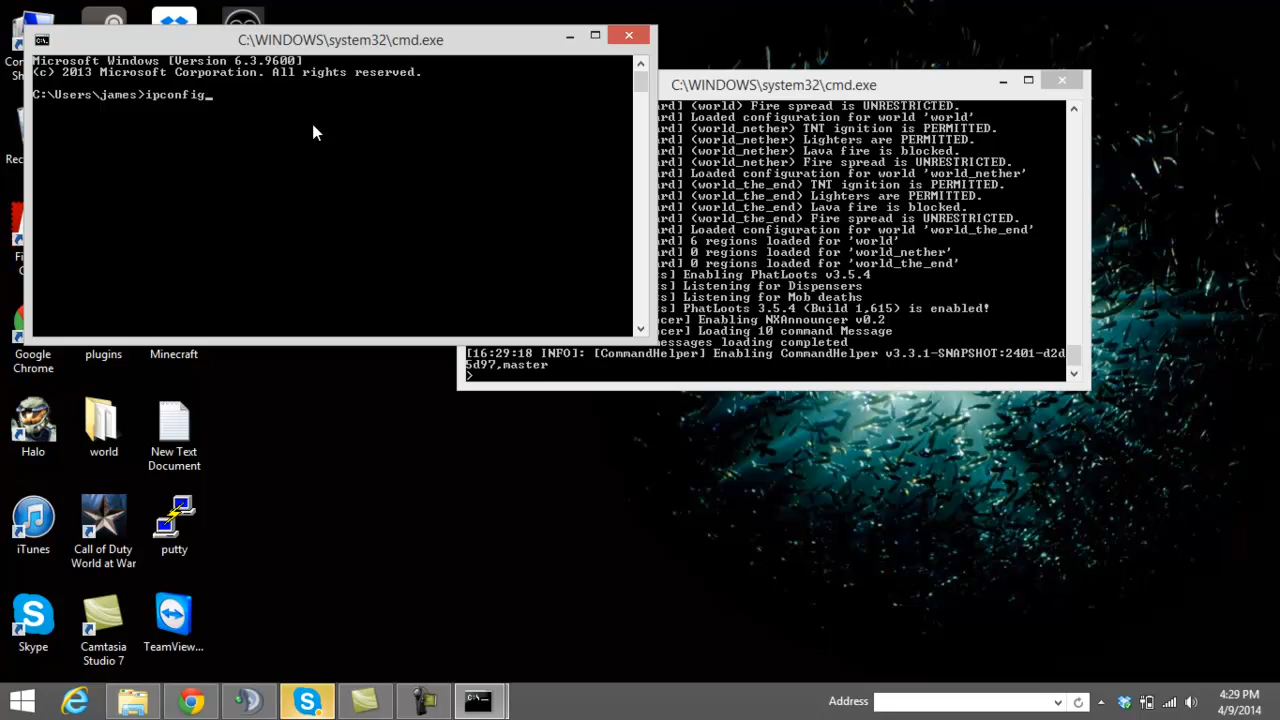 C:\WINDOWS\system32\cmd.exe
Microsoft Windows [Version 6.3.9600]
(c) 2013 Microsoft Corporation. All rights reserved.
C:\Users\james>ipconfig_
C:\WINDOWS\system32\cmd.exe
ard] (world) Fire spread is UNRESTRICTED.
ard] Loaded configuration for world 'world'
ard] (world_nether) TNT ignition is PERMITTED.
ard] (world_nether) Lighters are PERMITTED.
ard] (world_nether) Lava fire is blocked.
ard] (world_nether) Fire spread is UNRESTRICTED.
ard] Loaded configuration for world 'world_nether'
ard] (world_the_end) TNT ignition is PERMITTED.
ard] (world_the_end) Lighters are PERMITTED.
ard] (world_the_end) Lava fire is blocked.
ard] (world_the_end) Fire spread is UNRESTRICTED.
ard] Loaded configuration for world 'world_the_end'
ard] 6 regions loaded for 'world'
ard] 0 regions loaded for 'world_nether'
ard] 0 regions loaded for 'world_the_end'
s] Enabling PhatLoots v3.5.4
s] Listening for Dispensers
s] Listening for Mob deaths
s] PhatLoots 3.5.4 (Build 1,615) is enabled!
ncer] Enabling NXAnnouncer v0.2
ncer] Loading 10 command Message
messages loading completed
[16:29:18 INFO]: [CommandHelper] Enabling CommandHelper v3.3.1-SNAPSHOT:2401-d2d
5d97,master
>
Google
Chrome
plugins
Minecraft
Halo
world
New Text
Document
iTunes
Call of Duty
World at War
putty
Skype
Camtasia
Studio 7
TeamView...
Address
4:29 PM
4/9/2014